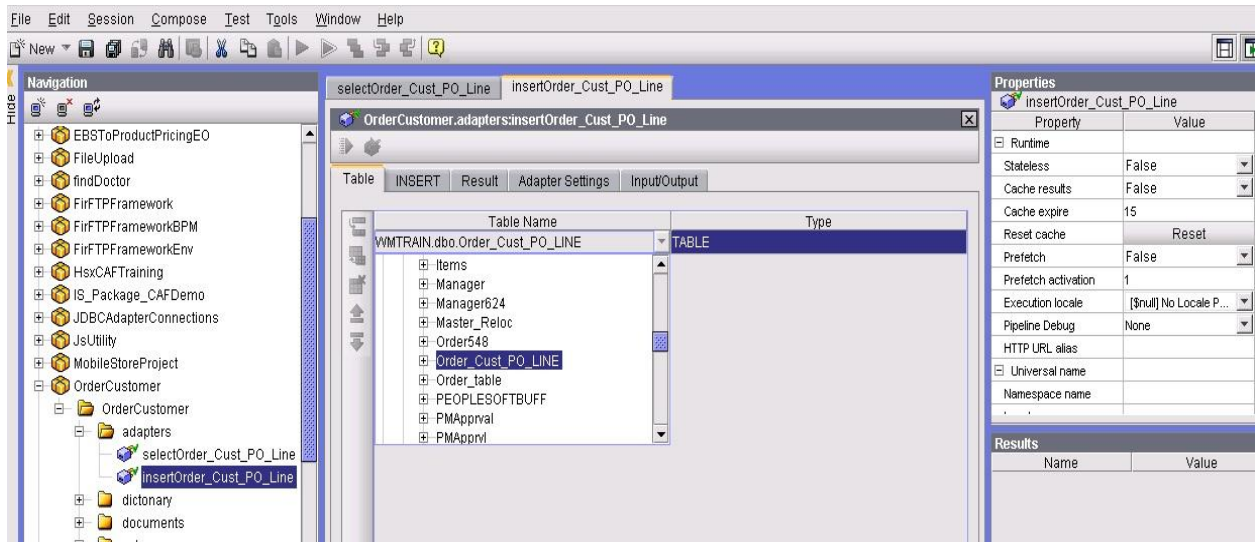 File Edit Session Compose Test Tools Window Help
New
Hide
Navigation
EBSToProductPricingEO
FileUpload
findDoctor
FirFTPFramework
FirFTPFrameworkBPM
FirFTPFrameworkEnv
HsxCAFTraining
IS_Package_CAFDemo
JDBCAdapterConnections
JsUtility
MobileStoreProject
OrderCustomer
OrderCustomer
adapters
selectOrder_Cust_PO_Line
insertOrder_Cust_PO_Line
dictonary
documents
selectOrder_Cust_PO_Line insertOrder_Cust_PO_Line
OrderCustomer.adapters:insertOrder_Cust_PO_Line
Table INSERT Result Adapter Settings Input/Output
Table Name Type
WMTRAIN.dbo.Order_Cust_PO_LINE TABLE
Items
Manager
Manager624
Master_Reloc
Order548
Order_Cust_PO_LINE
Order_table
PEOPLESOFTBUFF
PMApprval
PMApprvl
Properties
insertOrder_Cust_PO_Line
Property Value
Runtime
Stateless False
Cache results False
Cache expire 15
Reset cache Reset
Prefetch False
Prefetch activation 1
Execution locale [$null] No Locale P...
Pipeline Debug None
HTTP URL alias
Universal name
Namespace name
Results
Name Value